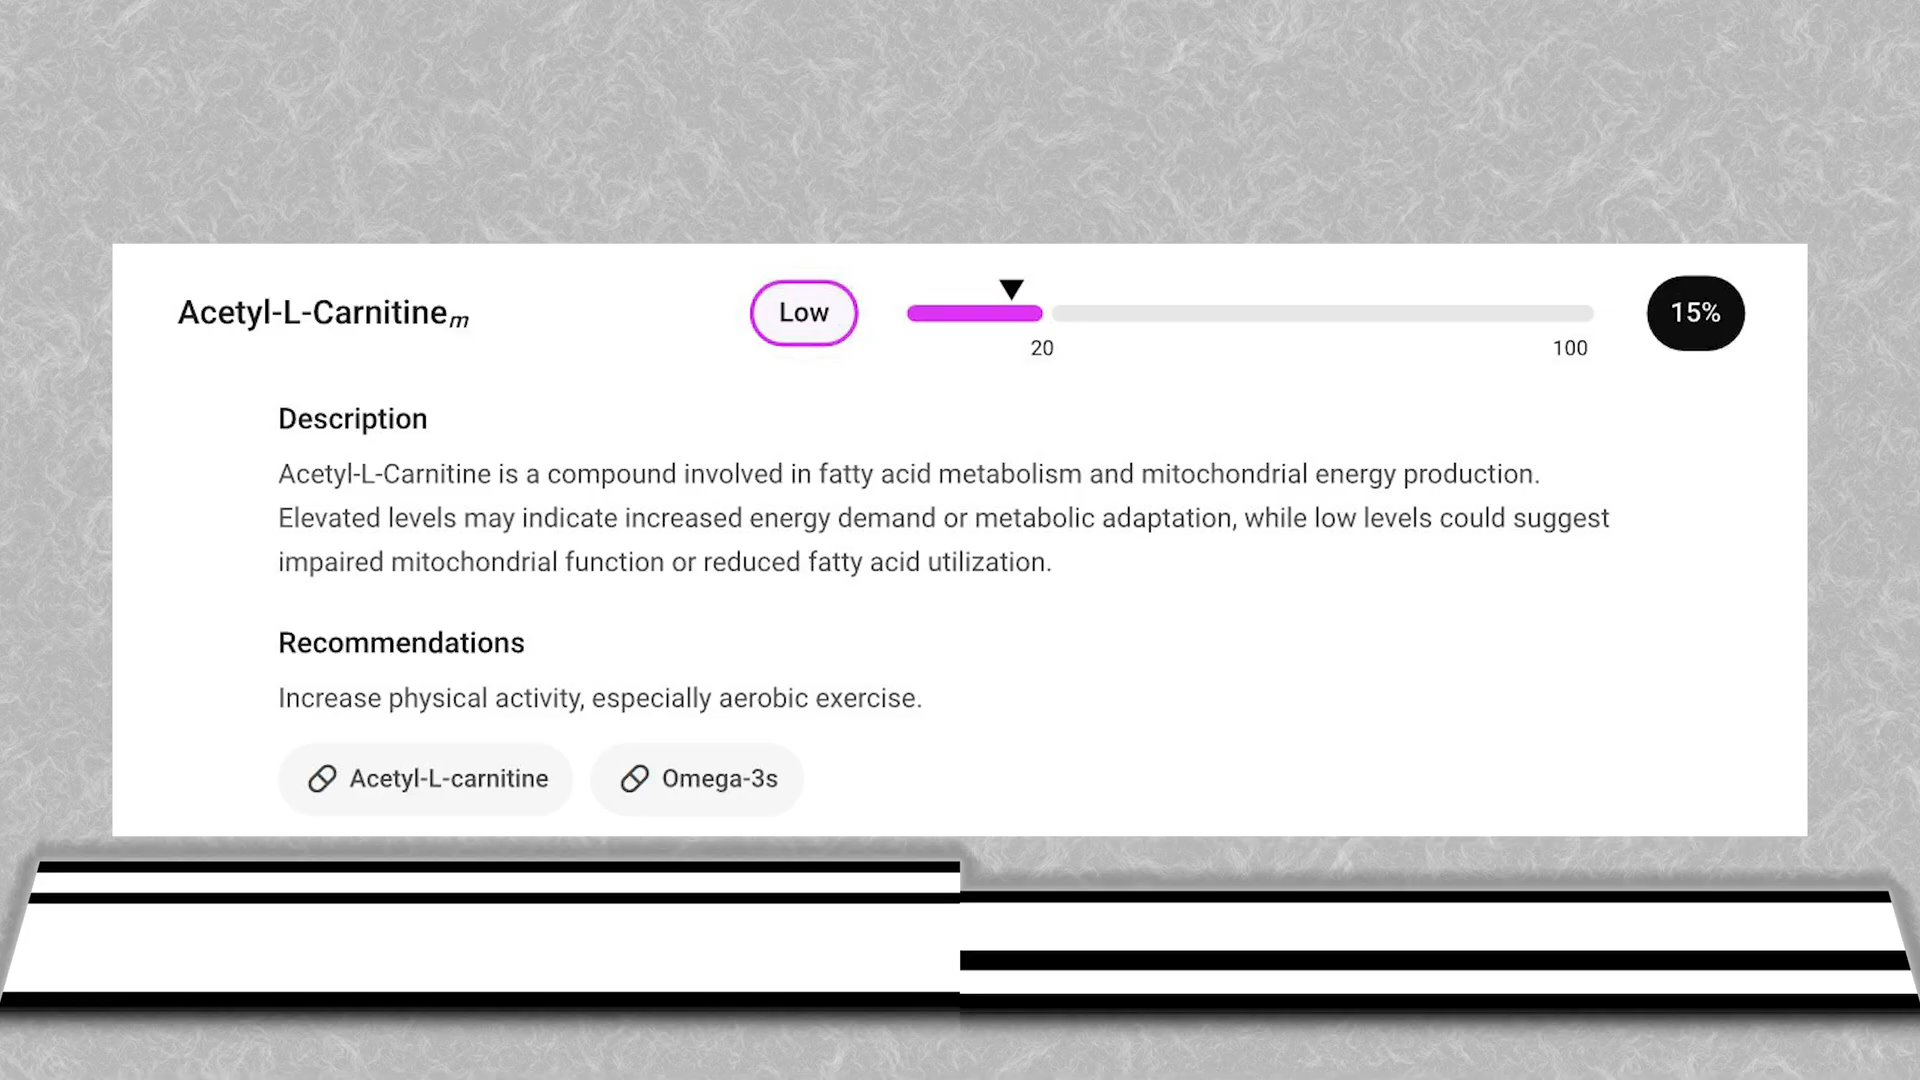 Acetyl-L-Carnitine m
Low
20
100
15%
Description
Acetyl-L-Carnitine is a compound involved in fatty acid metabolism and mitochondrial energy production.
Elevated levels may indicate increased energy demand or metabolic adaptation, while low levels could suggest
impaired mitochondrial function or reduced fatty acid utilization.
Recommendations
Increase physical activity, especially aerobic exercise.
Acetyl-L-carnitine
Omega-3s